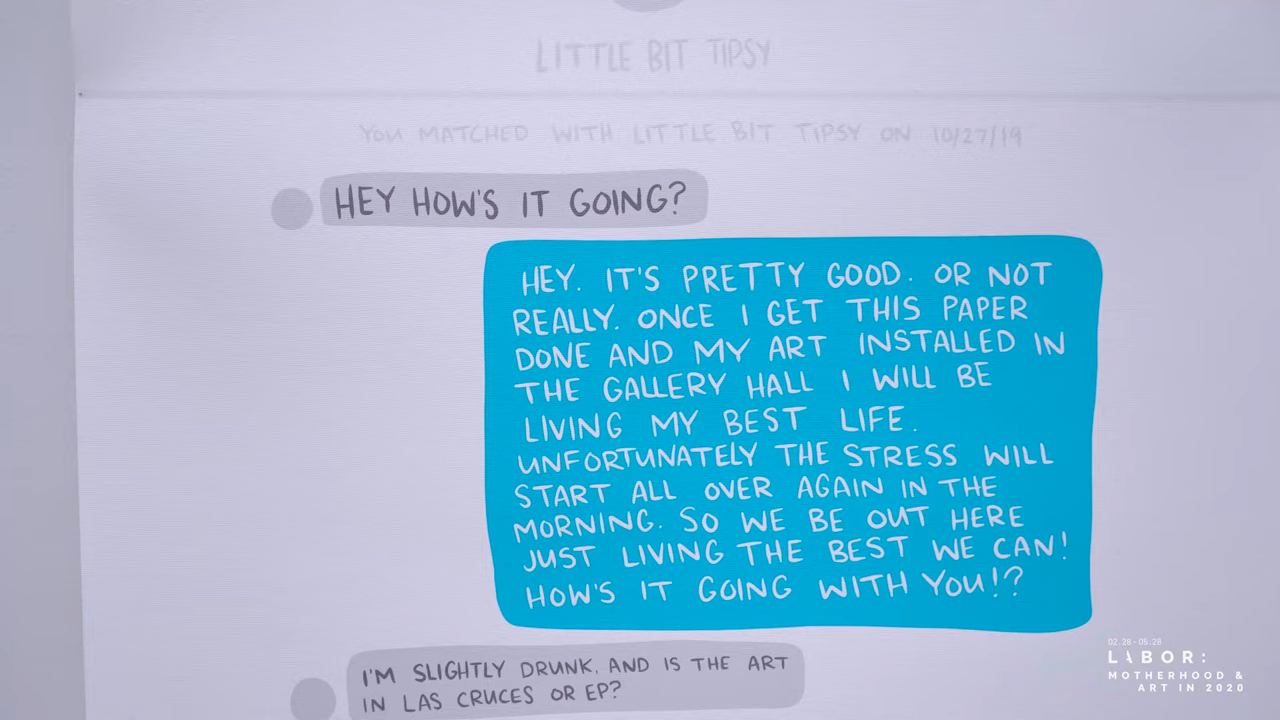 LITTLE BIT TIPSY
YOU MATCHED WITH LITTLE BIT TIPSY ON 10/27/19
HEY HOW'S IT GOING?
HEY. IT'S PRETTY GOOD. OR NOT
REALLY. ONCE I GET THIS PAPER
DONE AND MY ART INSTALLED IN
THE GALLERY HALL I WILL BE
LIVING MY BEST LIFE.
UNFORTUNATELY THE STRESS WILL
START ALL OVER AGAIN IN THE
MORNING. SO WE BE OUT HERE
JUST LIVING THE BEST WE CAN!
HOW'S IT GOING WITH YOU!?
I'M SLIGHTLY DRUNK, AND IS THE ART
IN LAS CRUCES OR EP?
02.28-05.28
LABOR:
MOTHERHOOD &
ART IN 2020